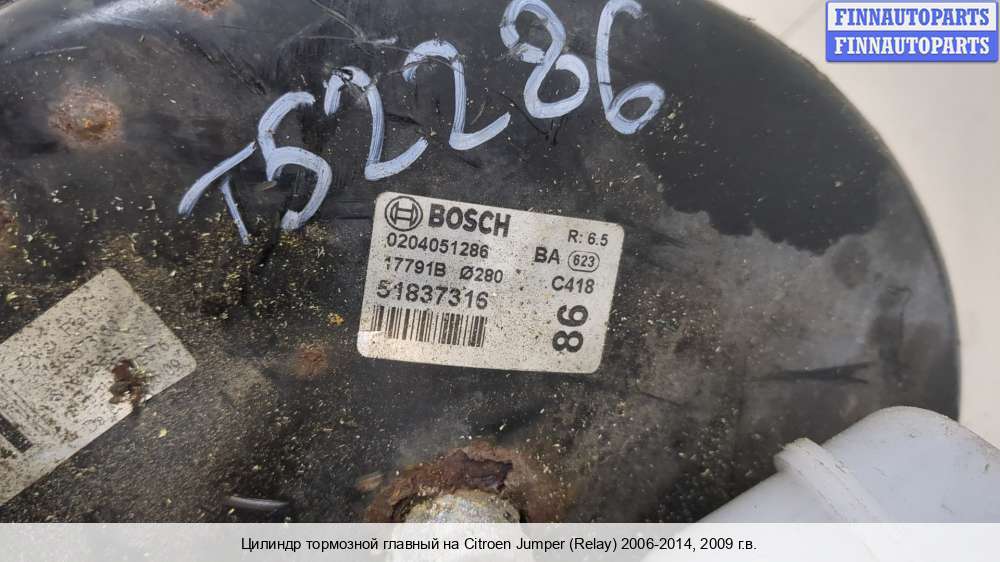 FINNAUTOPARTS
FINNAUTOPARTS
T52286
BOSCH
R: 6.5
0204051286
BA 623
17791B Ø280
C418
51837316
86
Цилиндр тормозной главный на Citroen Jumper (Relay) 2006-2014, 2009 г.в.